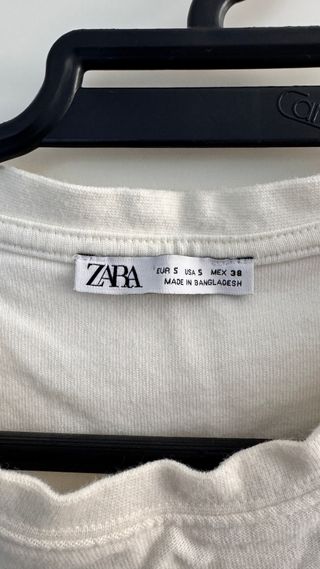 ZARA
EUR S USA S MEX 38
MADE IN BANGLADESH